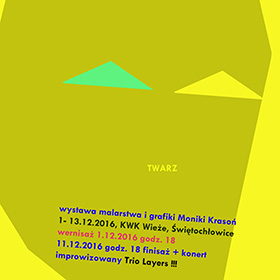 TWARZ
wystawa malarstwa i grafiki Moniki Krasoń
1- 13.12.2016, KWK Wieże, Świętochłowice
wernisaż 1.12.2016 godz. 18
11.12.2016 godz. 18 finisaż + konert
improwizowany Trio Layers !!!